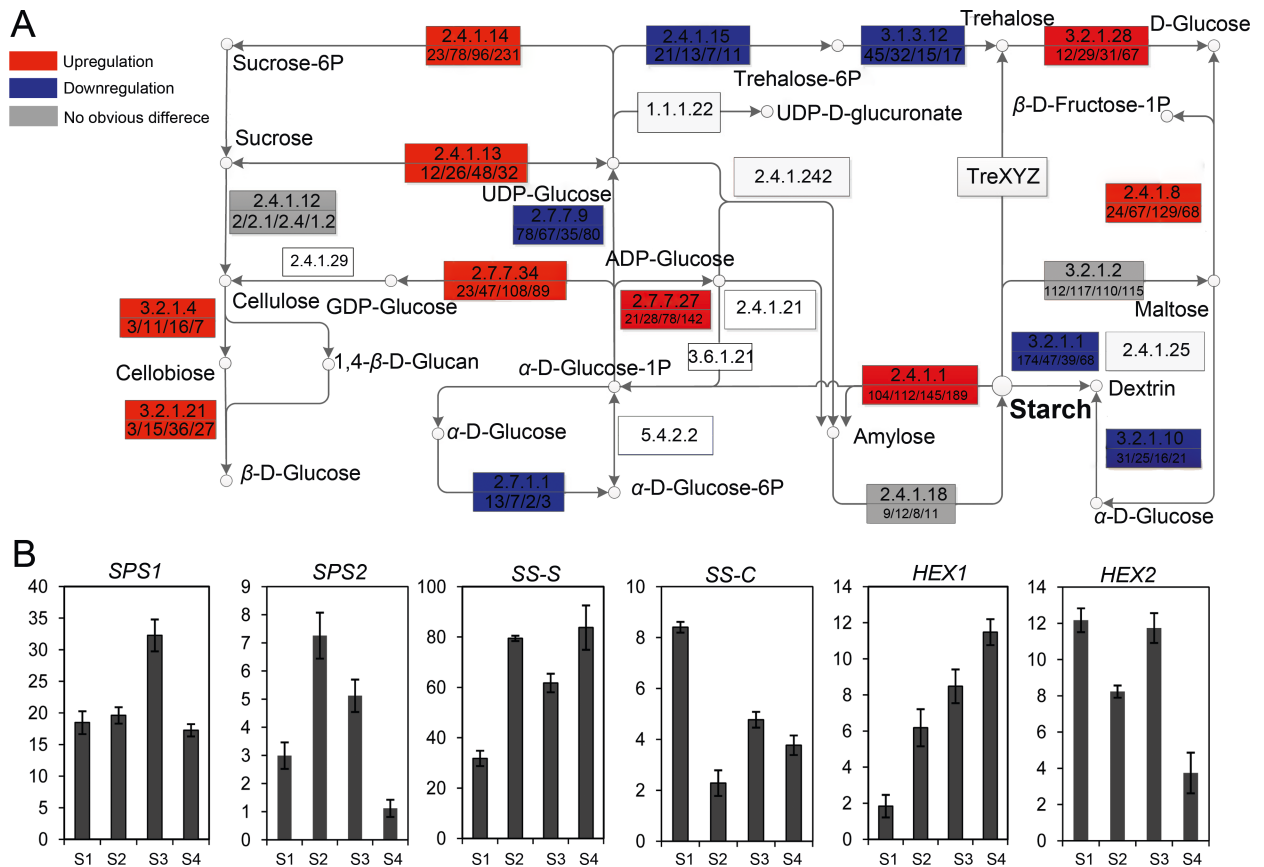 A
Upregulation
Downregulation
No obvious differece
2.4.1.14
23/78/96/231
2.4.1.15
21/13/7/11
3.1.3.12
45/32/15/17
Trehalose
3.2.1.28
12/29/31/67
D-Glucose
Sucrose-6P
Trehalose-6P
1.1.1.22
UDP-D-glucuronate
β-D-Fructose-1P
Sucrose
2.4.1.13
12/26/48/32
UDP-Glucose
2.4.1.242
TreXYZ
2.4.1.8
24/67/129/68
2.4.1.12
2/2.1/2.4/1.2
2.7.7.9
78/67/35/80
2.4.1.29
ADP-Glucose
2.7.7.34
23/47/108/89
3.2.1.2
112/117/110/115
Cellulose
GDP-Glucose
2.7.7.27
21/28/78/142
2.4.1.21
Maltose
3.2.1.4
3/11/16/7
3.6.1.21
3.2.1.1
174/47/39/68
2.4.1.25
Cellobiose
1,4-β-D-Glucan
α-D-Glucose-1P
2.4.1.1
104/112/145/189
Starch
Dextrin
3.2.1.21
3/15/36/27
α-D-Glucose
5.4.2.2
Amylose
3.2.1.10
31/25/16/21
β-D-Glucose
2.7.1.1
13/7/2/3
α-D-Glucose-6P
2.4.1.18
9/12/8/11
α-D-Glucose
B
SPS1
40
35
30
25
20
15
10
5
0
S1 S2 S3 S4
SPS2
9
8
7
6
5
4
3
2
1
0
S1 S2 S3 S4
SS-S
100
80
60
40
20
0
S1 S2 S3 S4
SS-C
10
8
6
4
2
0
S1 S2 S3 S4
HEX1
14
12
10
8
6
4
2
0
S1 S2 S3 S4
HEX2
14
12
10
8
6
4
2
0
S1 S2 S3 S4